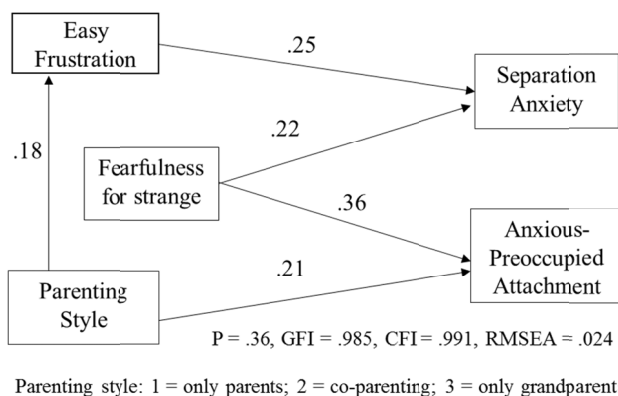 Easy
Frustration
.25
Separation
Anxiety
.22
.18
Fearfulness
for strange
.36
Anxious-
Preoccupied
Attachment
.21
Parenting
Style
P = .36, GFI = .985, CFI = .991, RMSEA = .024
Parenting style: 1 = only parents; 2 = co-parenting; 3 = only grandparent